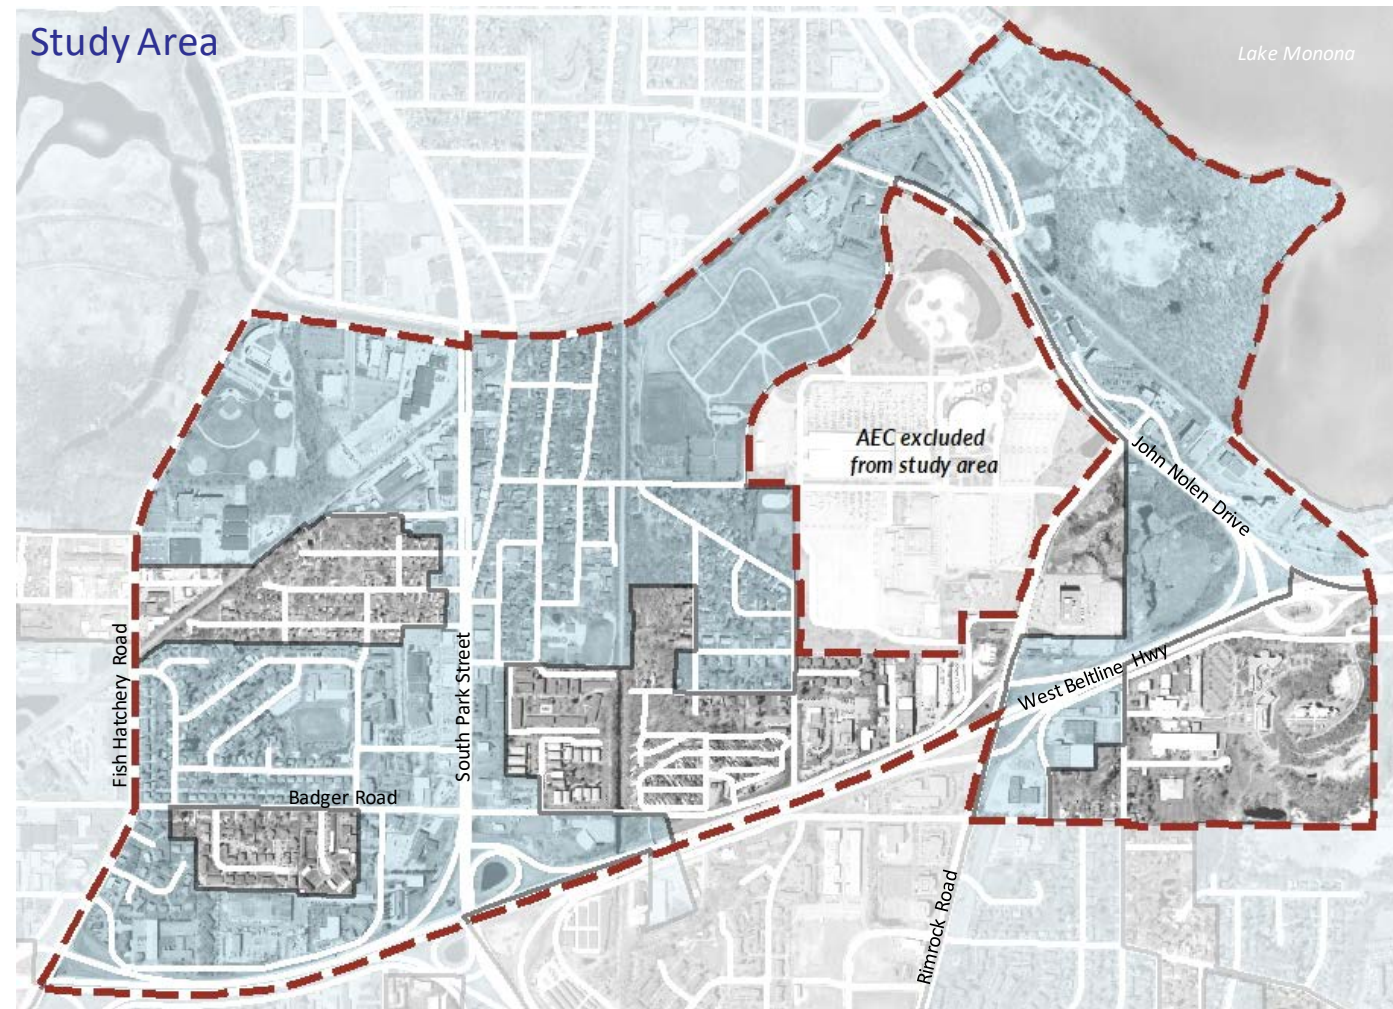 Study Area
Lake Monona
AEC excluded
from study area
John Nolen Drive
Fish Hatchery Road
South Park Street
West Beltline Hwy
Badger Road
Rimrock Road